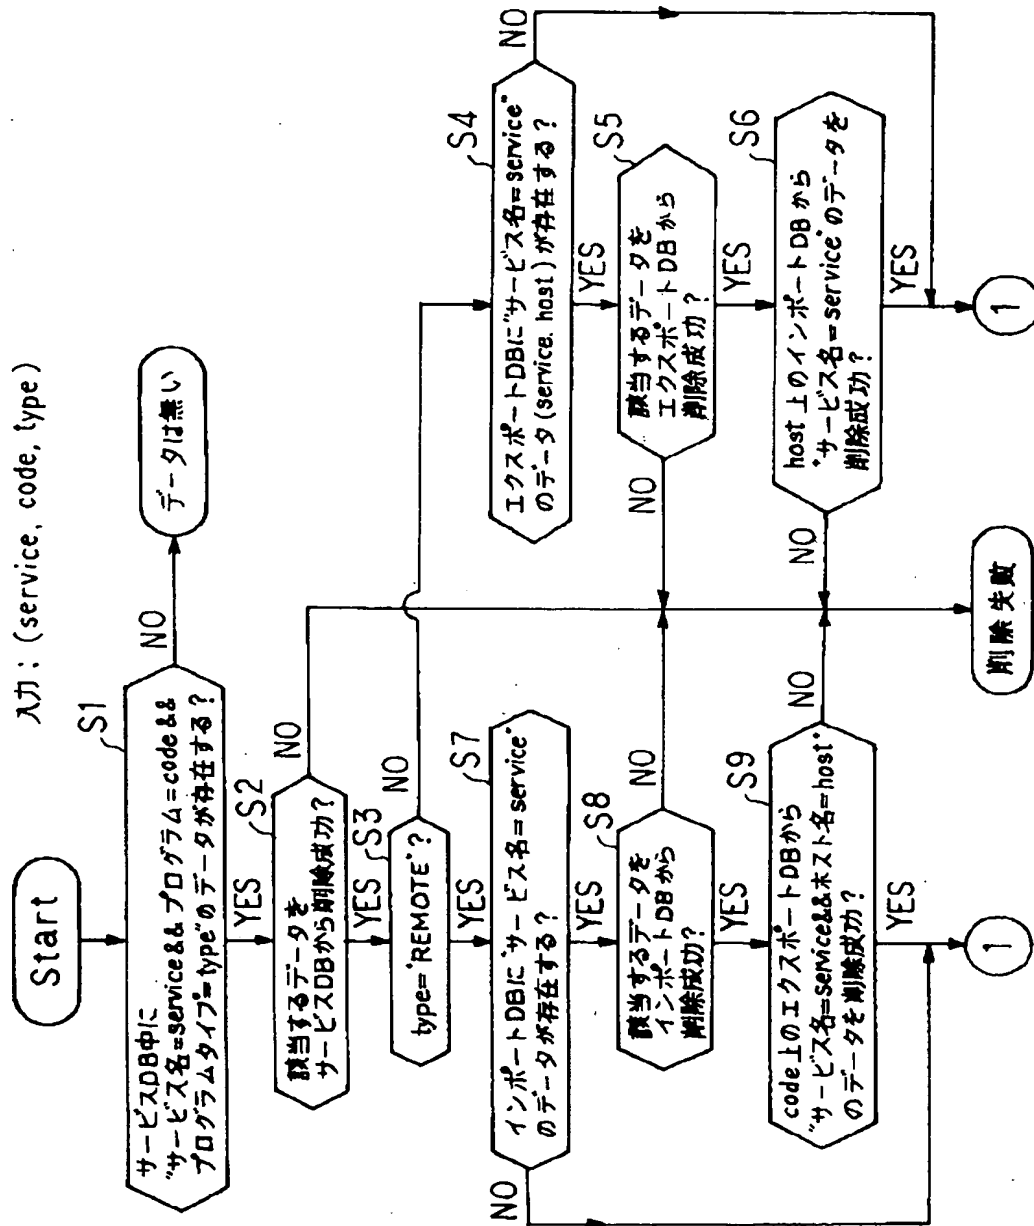 入力：(service, code, type)
Start
S1
サービスDB中に
"サービス名=service&&プログラム=code&&
プログラムタイプ=type"のデータが存在する？
NO
データは無い
YES
S2
該当するデータを
サービスDBから削除成功？
NO
YES
S3
type="REMOTE"？
NO
YES
S4
エクスポートDBに"サービス名=service"
のデータ(service, host)が存在する？
NO
YES
S5
該当するデータを
エクスポートDBから
削除成功？
NO
YES
S6
host上のインポートDBから
"サービス名=service"のデータを
削除成功？
NO
YES
1
S7
インポートDBに"サービス名=service"
のデータが存在する？
NO
YES
S8
該当するデータを
インポートDBから
削除成功？
NO
YES
S9
code上のエクスポートDBから
"サービス名=service&&ホスト名=host"
のデータを削除成功？
NO
YES
1
削除失敗